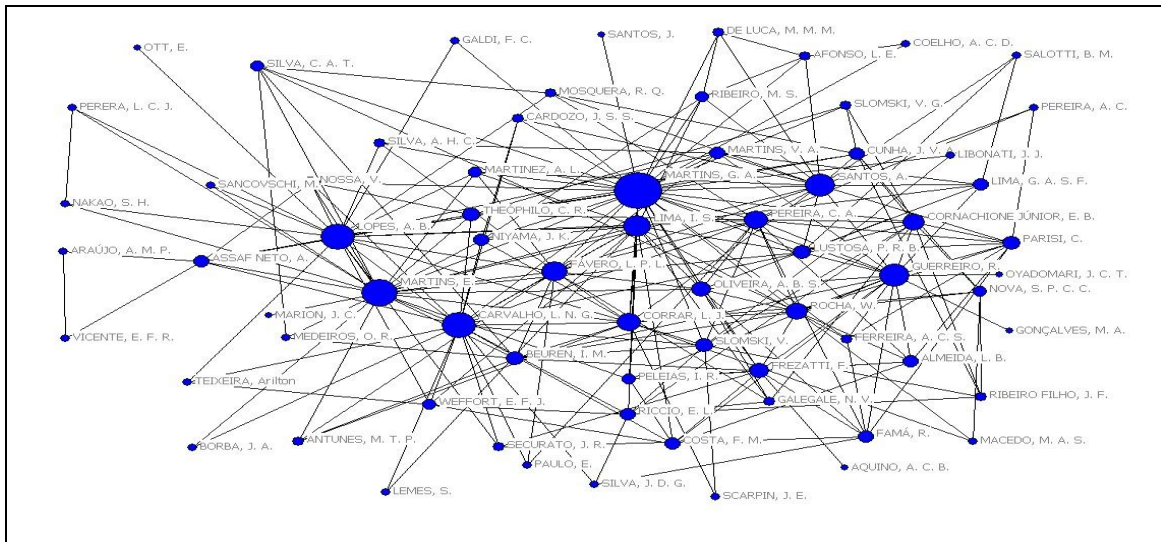 OTT, E.
GALDI, F. C.
SANTOS, J.
DE LUCA, M. M. M.
COELHO, A. C. D.
AFONSO, L. E.
SALOTTI, B. M.
SILVA, C. A. T.
MOSQUERA, R. Q.
RIBEIRO, M. S.
PERERA, L. C. J.
SLOMSKI, V. G.
PEREIRA, A. C.
CARDOZO, J. S. S.
SILVA, A. H. C.
MARTINS, V. A.
CUNHA, J. V. A.
LIBONATI, J. J.
MARTINEZ, A. L.
SANCOVSCHI, M.
NOSSA, V.
MARTINS, G. A.
SANTOS, A.
LIMA, G. A. S. F.
NAKAO, S. H.
THEÓPHILO, C. R.
LIMA, I. S.
PEREIRA, C. A.
CORNACHIONE JÚNIOR, E. B.
LOPES, A. B.
NIYAMA, J. K.
PARISI, C.
ARAÚJO, A. M. P.
LUSTOSA, P. R. B.
ASSAF NETO, A.
FÁVERO, L. P. L.
GUERREIRO, R.
OYADOMARI, J. C. T.
MARTINS, E.
OLIVEIRA, A. B. S.
NOVA, S. P. C. C.
MARION, J. C.
CARVALHO, L. N. G.
CORRAR, L. J.
ROCHA, W.
GONÇALVES, M. A.
VICENTE, E. F. R.
MEDEIROS, O. R.
SLOMSKI, V.
FERREIRA, A. C. S.
BEUREN, I. M.
ALMEIDA, L. B.
FREZATTI, F.
TEIXEIRA, Arilton
PELEIAS, I. R.
RIBEIRO FILHO, J. F.
WEFFORT, E. F. J.
GALEGALE, N. V.
RICCIO, E. L.
ANTUNES, M. T. P.
FAMÁ, R.
MACEDO, M. A. S.
BORBA, J. A.
SECURATO, J. R.
COSTA, F. M.
PAULO, E.
AQUINO, A. C. B.
SILVA, J. D. G.
LEMES, S.
SCARPIN, J. E.